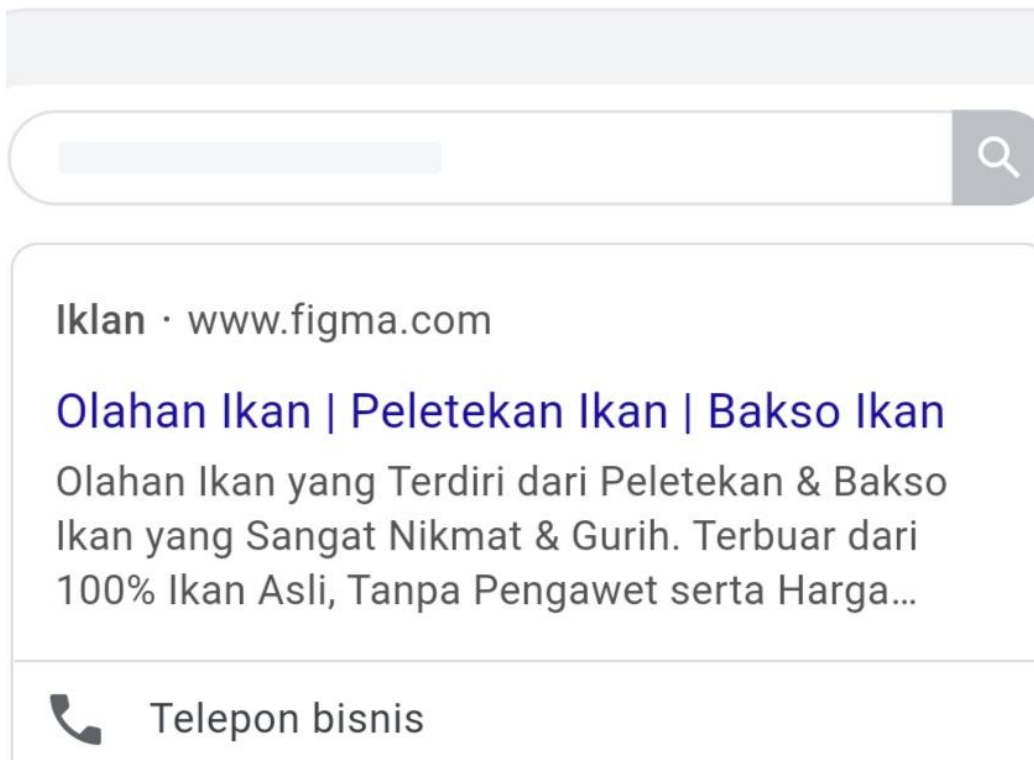 Iklan · www.figma.com
Olahan Ikan | Peletekan Ikan | Bakso Ikan
Olahan Ikan yang Terdiri dari Peletekan & Bakso
Ikan yang Sangat Nikmat & Gurih. Terbuar dari
100% Ikan Asli, Tanpa Pengawet serta Harga...
Telepon bisnis